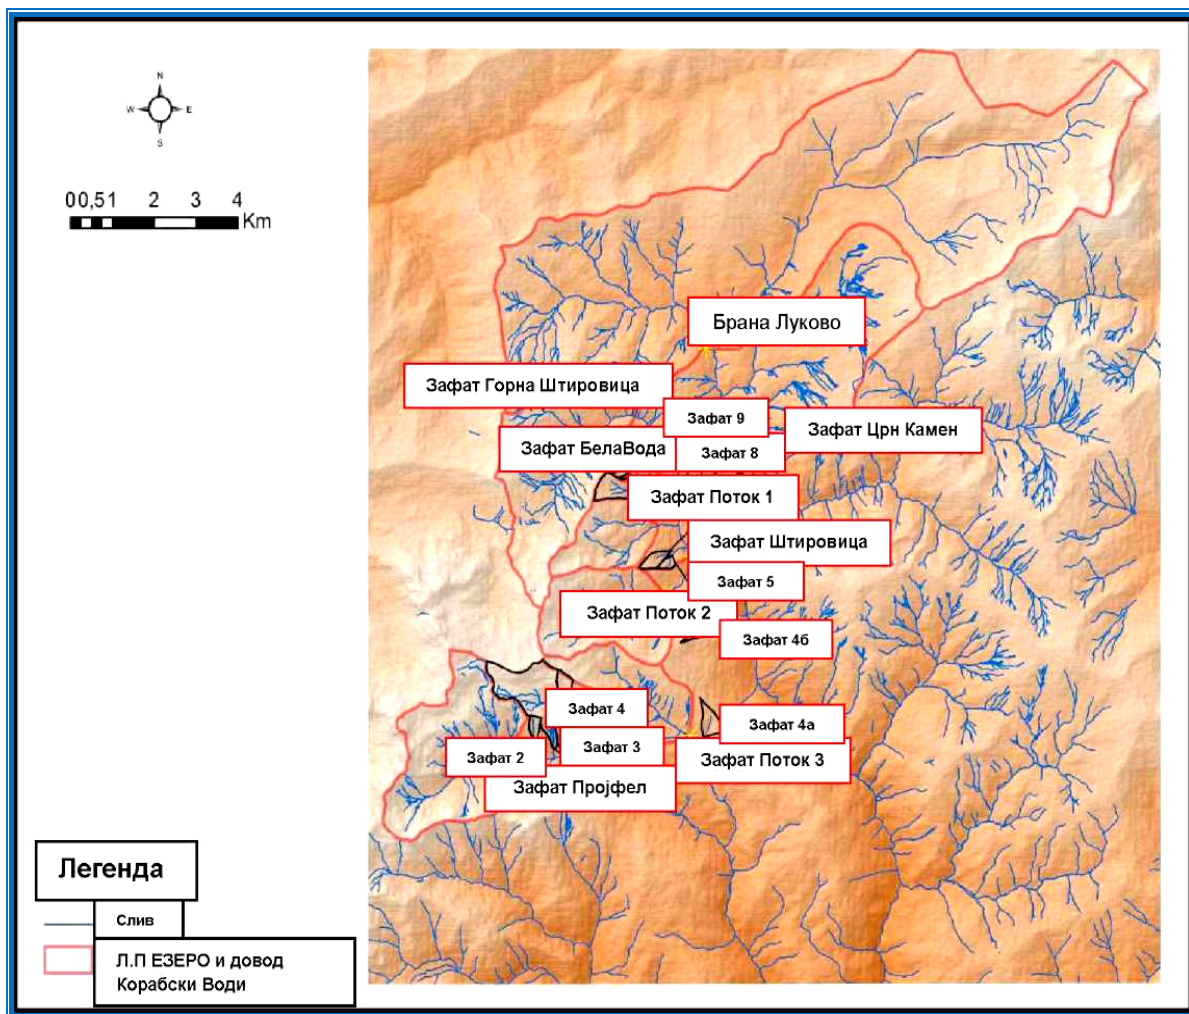 N
W E
S
00,51 2 3 4
Km
Брана Луково
Зафат Горна Штировица
Зафат 9
Зафат Црн Камен
Зафат БелаВода
Зафат 8
Зафат Поток 1
Зафат Штировица
Зафат 5
Зафат Поток 2
Зафат 4б
Зафат 4
Зафат 4а
Зафат 3
Зафат 2
Зафат Поток 3
Зафат Пројфел
Легенда
Слив
Л.П ЕЗЕРО и довод
Корабски Води